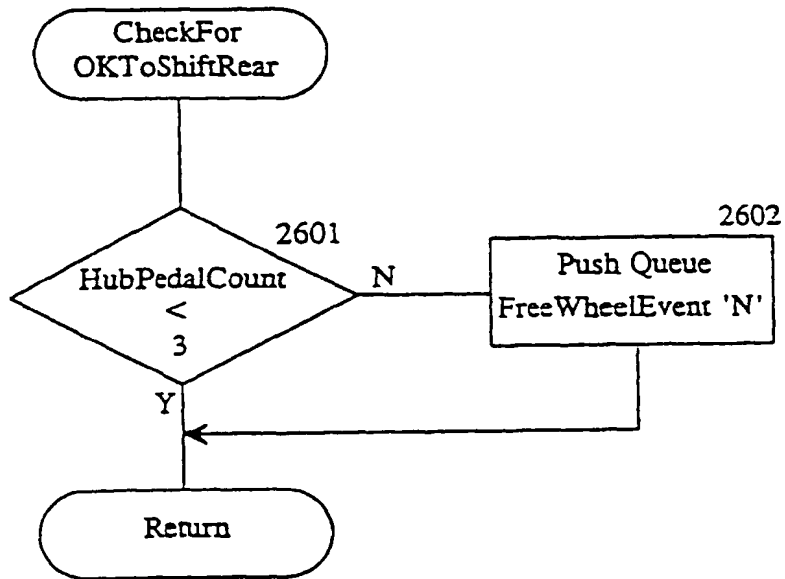 CheckFor
OKToShiftRear
2601
HubPedalCount
<
3
N
Y
2602
Push Queue
FreeWheelEvent 'N'
Return